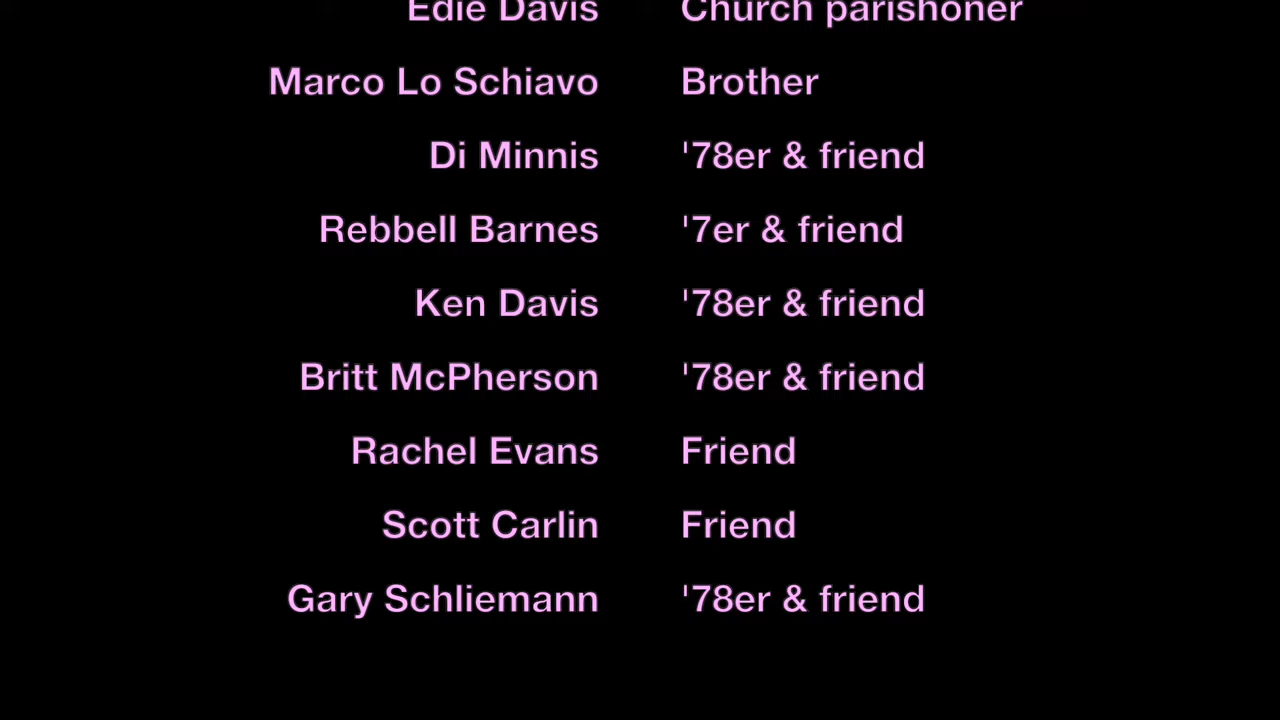 Edie Davis Church parishoner
Marco Lo Schiavo Brother
Di Minnis '78er & friend
Rebbell Barnes '7er & friend
Ken Davis '78er & friend
Britt McPherson '78er & friend
Rachel Evans Friend
Scott Carlin Friend
Gary Schliemann '78er & friend